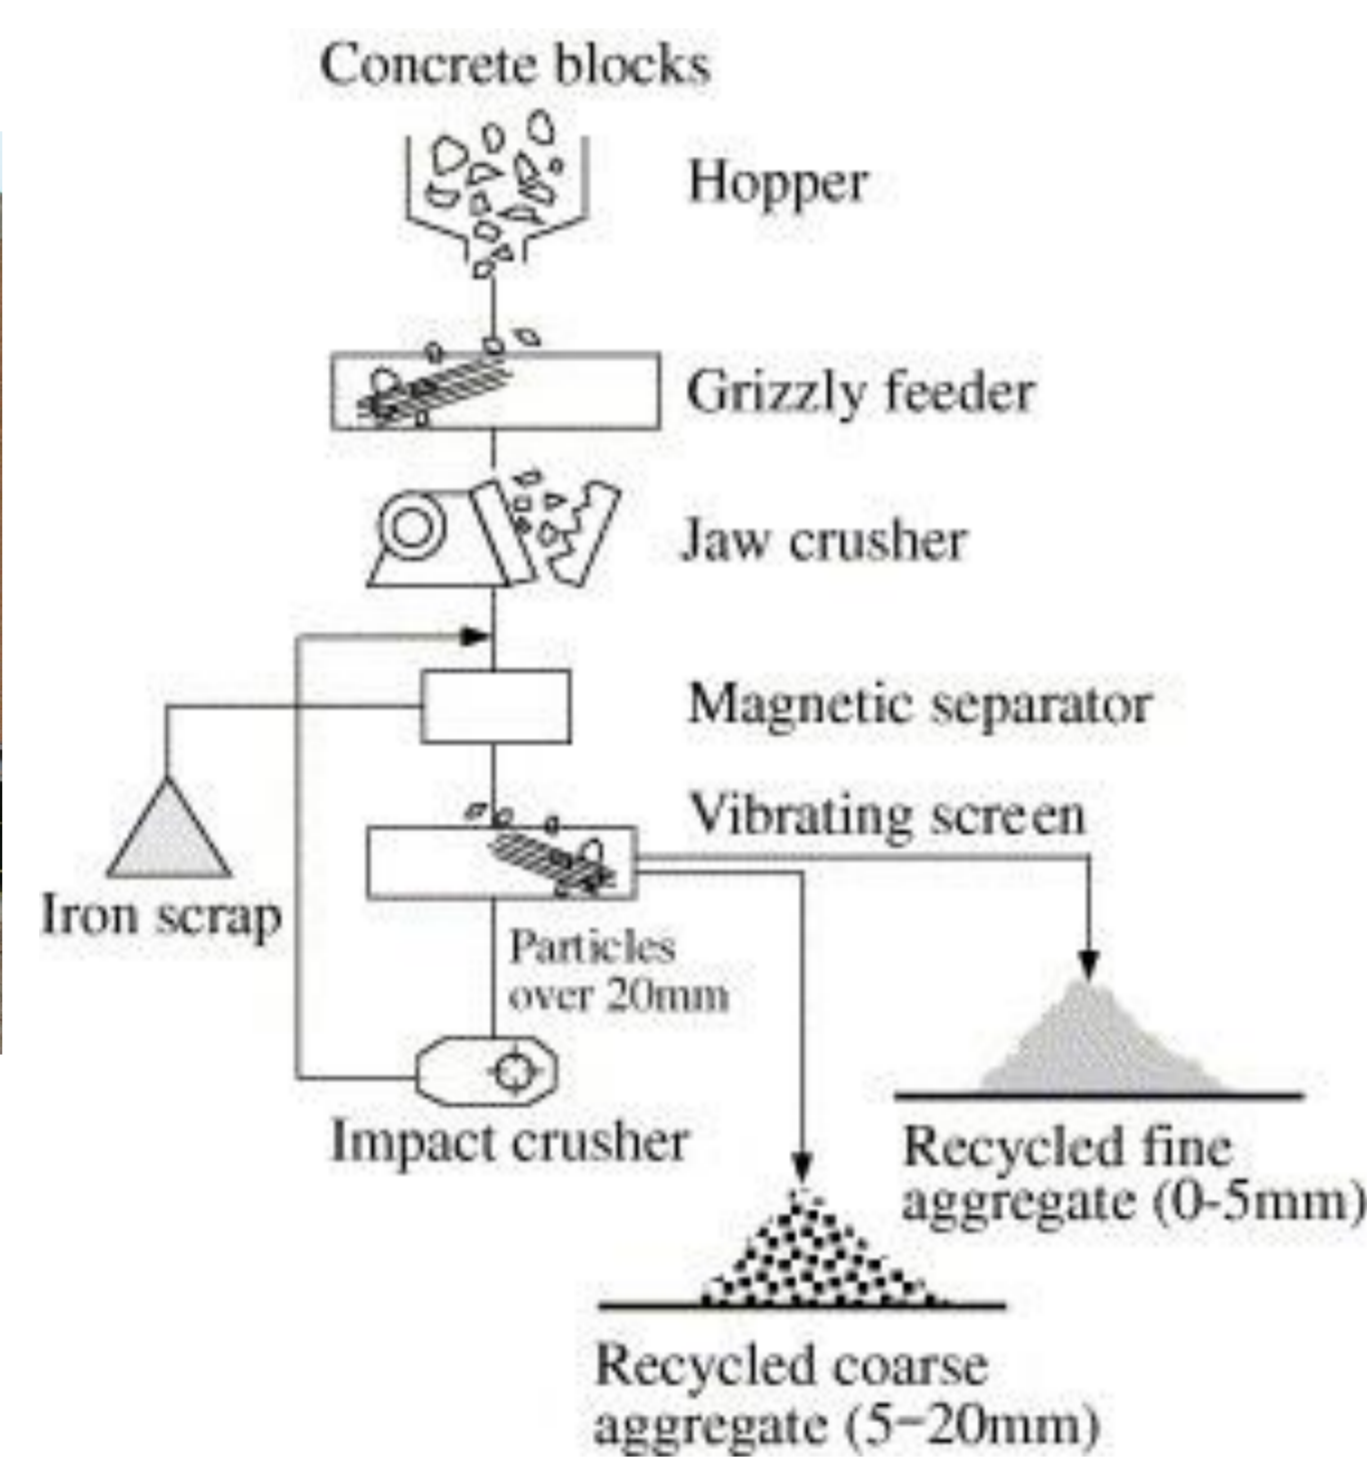 Concrete blocks
Hopper
Grizzly feeder
Jaw crusher
Magnetic separator
Vibrating screen
Iron scrap
Particles
over 20mm
Impact crusher
Recycled fine
aggregate (0-5mm)
Recycled coarse
aggregate (5-20mm)